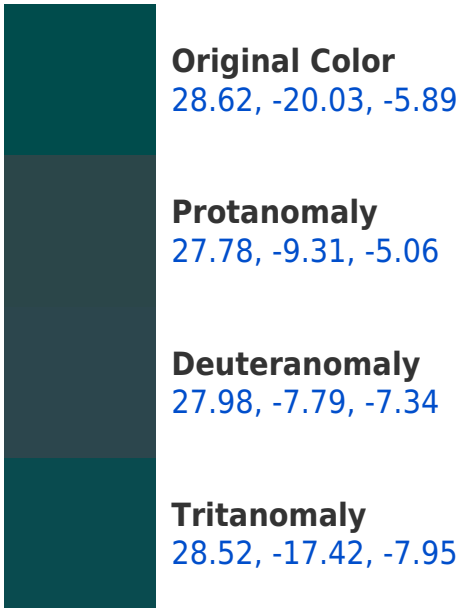 Original Color
28.62, -20.03, -5.89
Protanomaly
27.78, -9.31, -5.06
Deuteranomaly
27.98, -7.79, -7.34
Tritanomaly
28.52, -17.42, -7.95